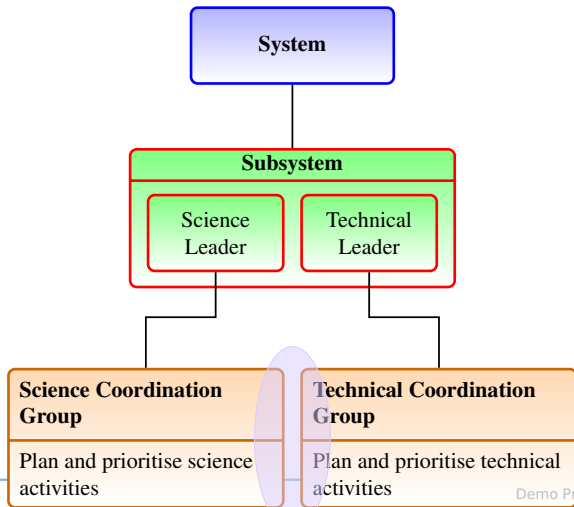 System
Subsystem
Science
Leader
Technical
Leader
Science Coordination
Group
Plan and prioritise science
activities
Technical Coordination
Group
Plan and prioritise technical
activities
Demo